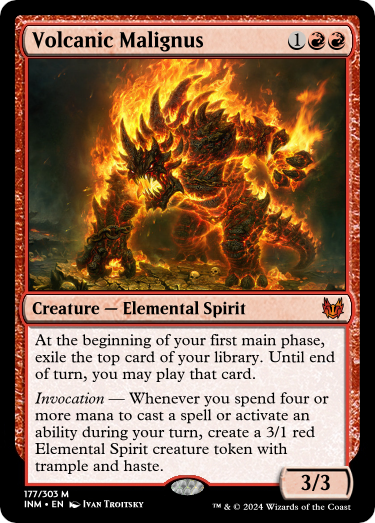 Volcanic Malignus 1
Creature — Elemental Spirit
At the beginning of your first main phase,
exile the top card of your library. Until end
of turn, you may play that card.
Invocation — Whenever you spend four or
more mana to cast a spell or activate an
ability during your turn, create a 3/1 red
Elemental Spirit creature token with
trample and haste.
3/3
177/303 M
INM • EN Ivan Troitsky ™ & © 2024 Wizards of the Coast